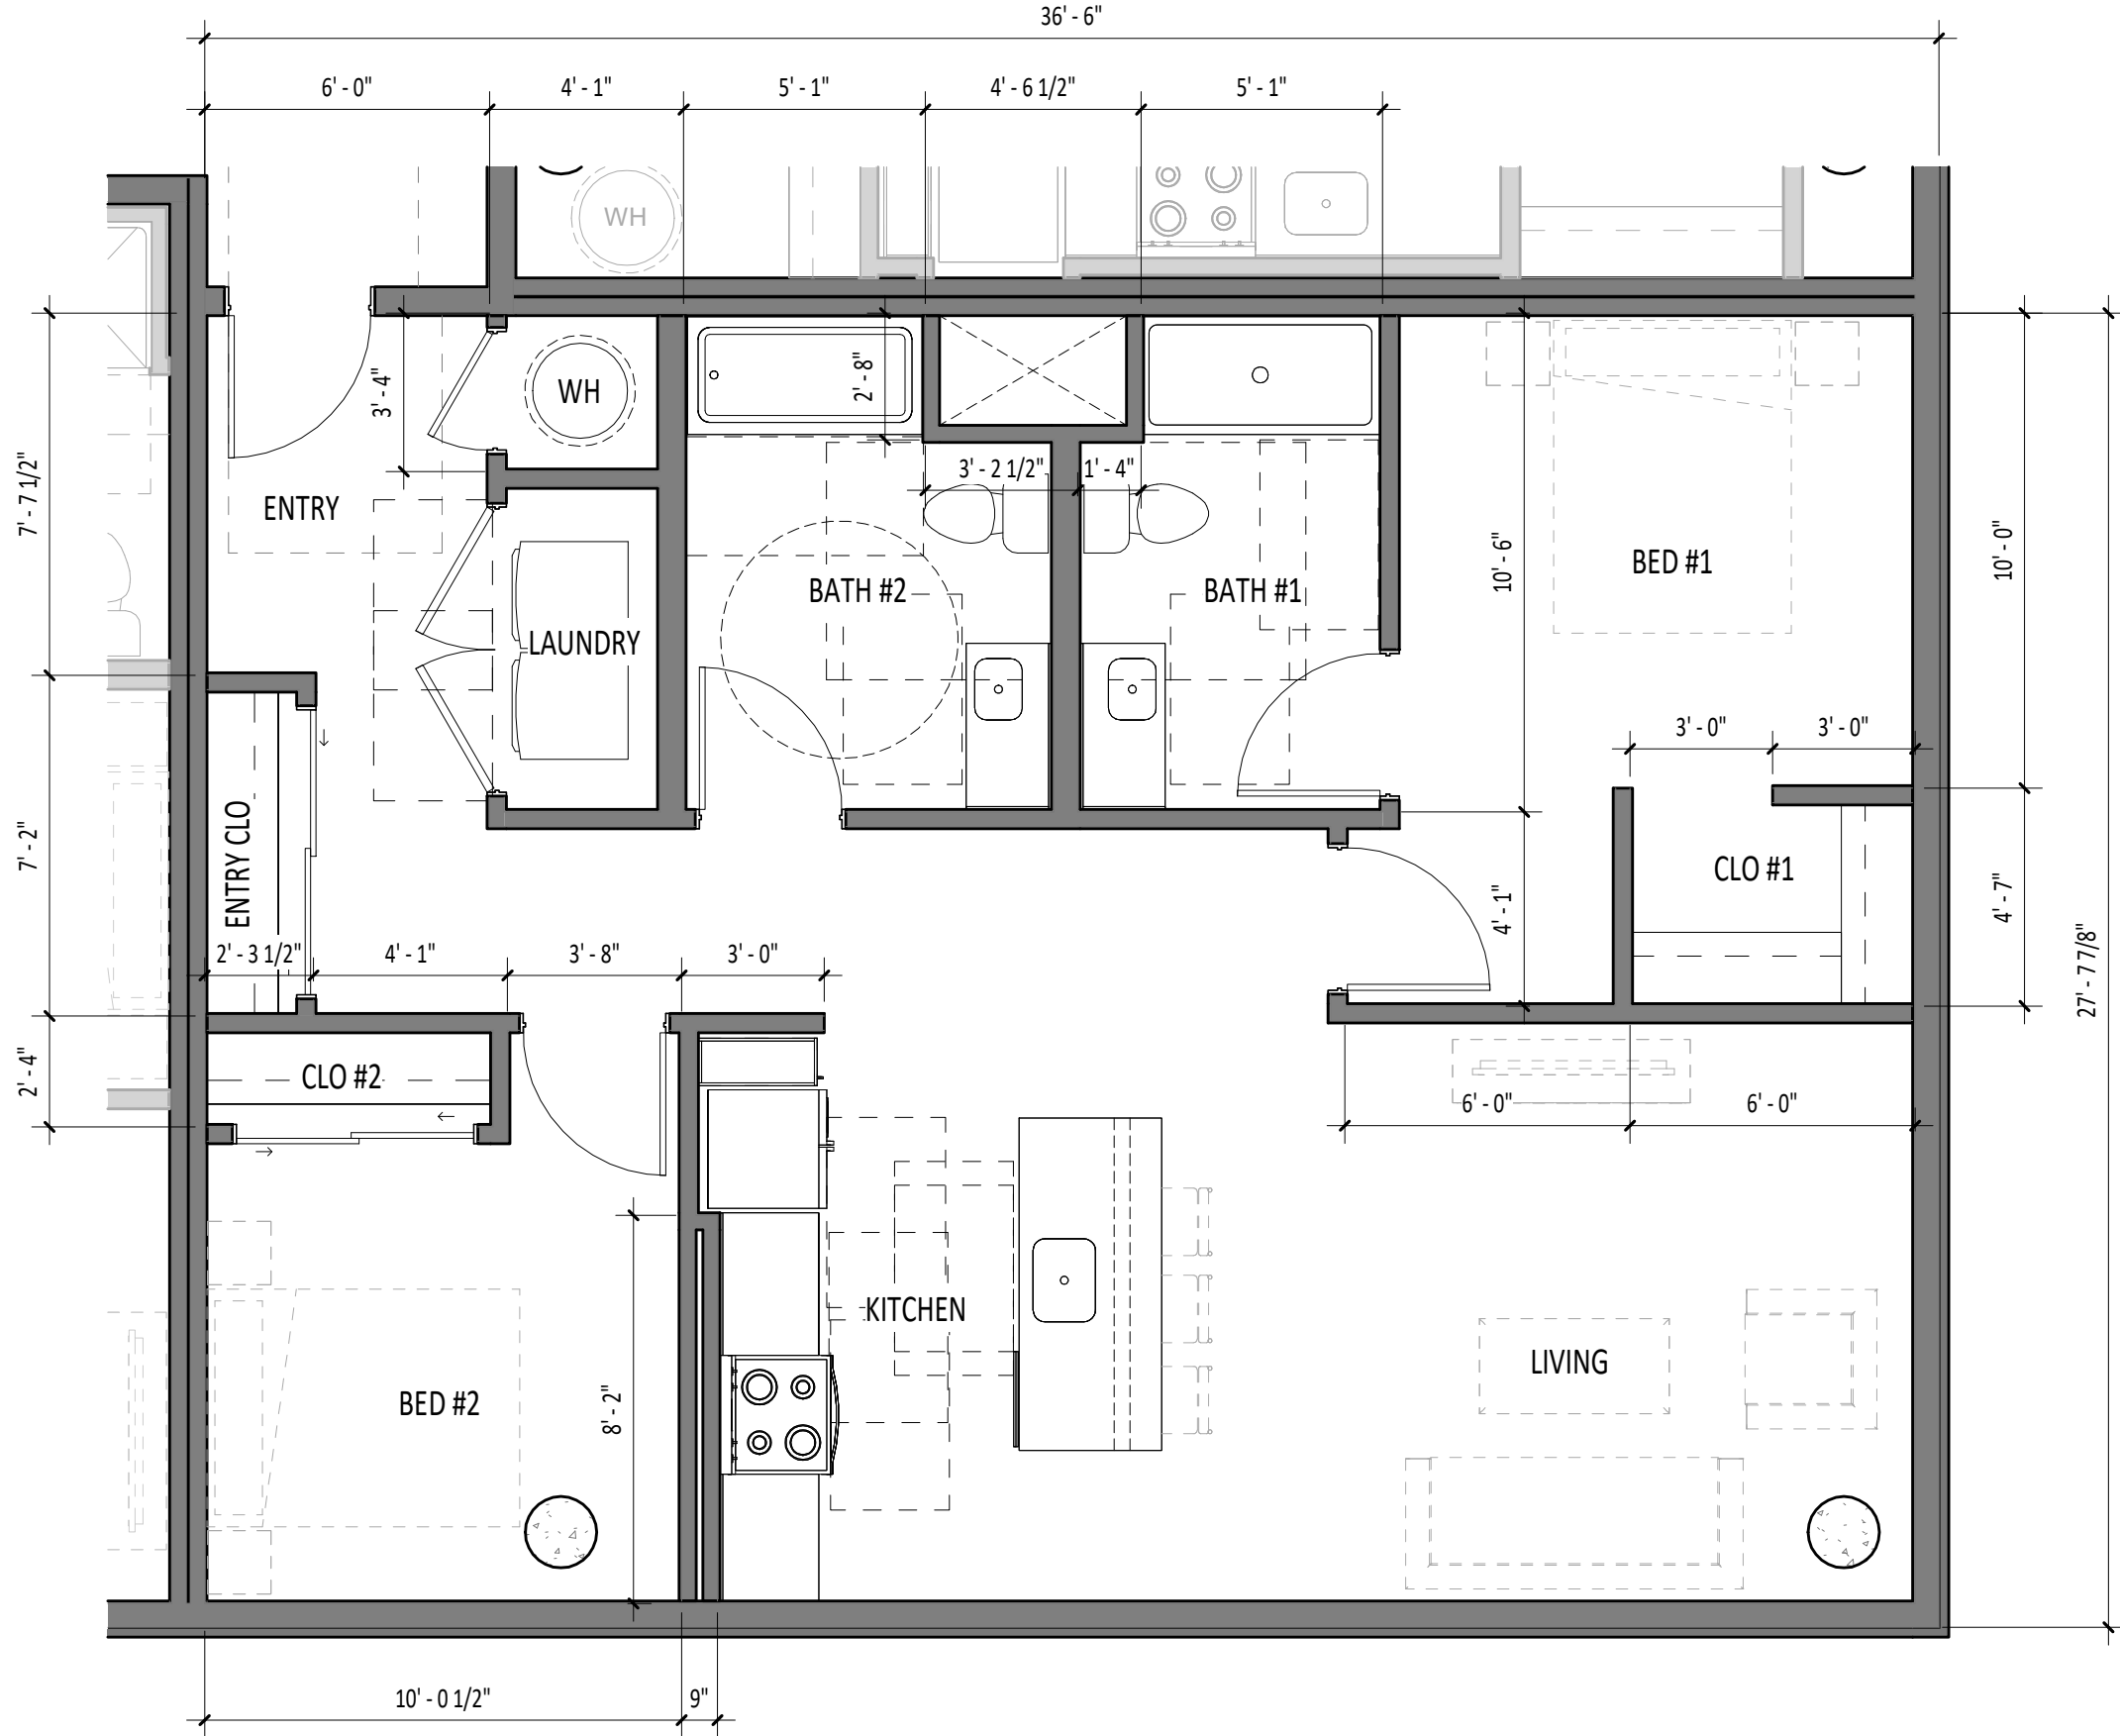 36' - 6"
6' - 0"
4' - 1"
5' - 1"
4' - 6 1/2"
5' - 1"
WH
3' - 4"
WH
2' - 8"
7' - 7 1/2"
ENTRY
3' - 2 1/2"
1' - 4"
10' - 6"
BED #1
10' - 0"
BATH #2
BATH #1
LAUNDRY
3' - 0"
3' - 0"
7' - 2"
ENTRY CLO
CLO #1
4' - 1"
4' - 7"
27' - 7 7/8"
2' - 3 1/2"
4' - 1"
3' - 8"
3' - 0"
2' - 4"
CLO #2
6' - 0"
6' - 0"
KITCHEN
LIVING
BED #2
8' - 2"
10' - 0 1/2"
9"